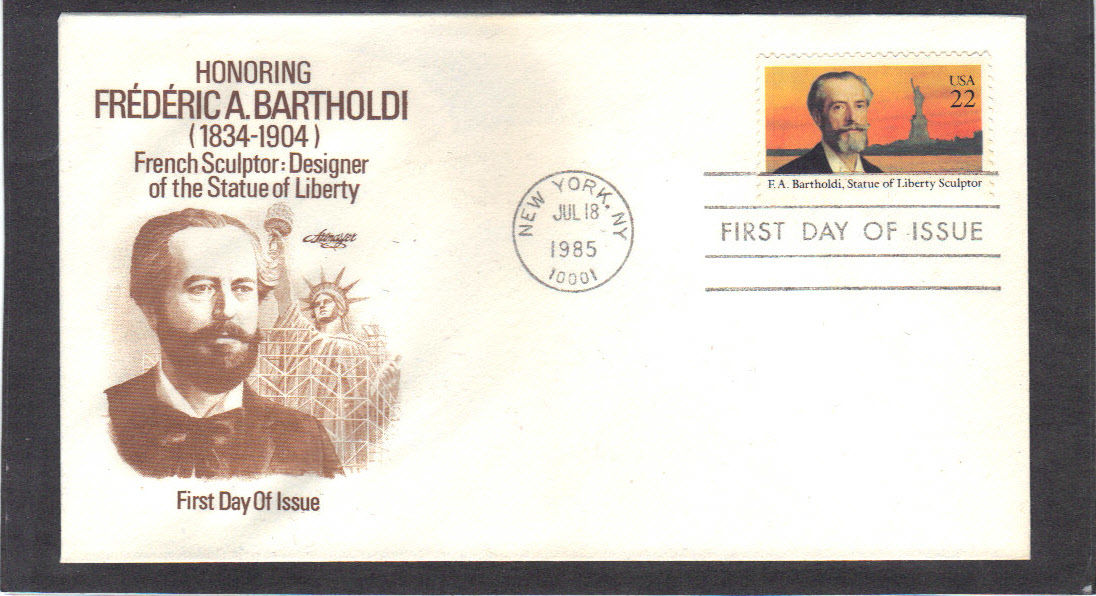 HONORING
FRÉDÉRIC A. BARTHOLDI
(1834-1904)
French Sculptor: Designer
of the Statue of Liberty
First Day Of Issue
NEW YORK, NY
JUL 18
1985
10001
USA
22
F.A. Bartholdi, Statue of Liberty Sculptor
FIRST DAY OF ISSUE